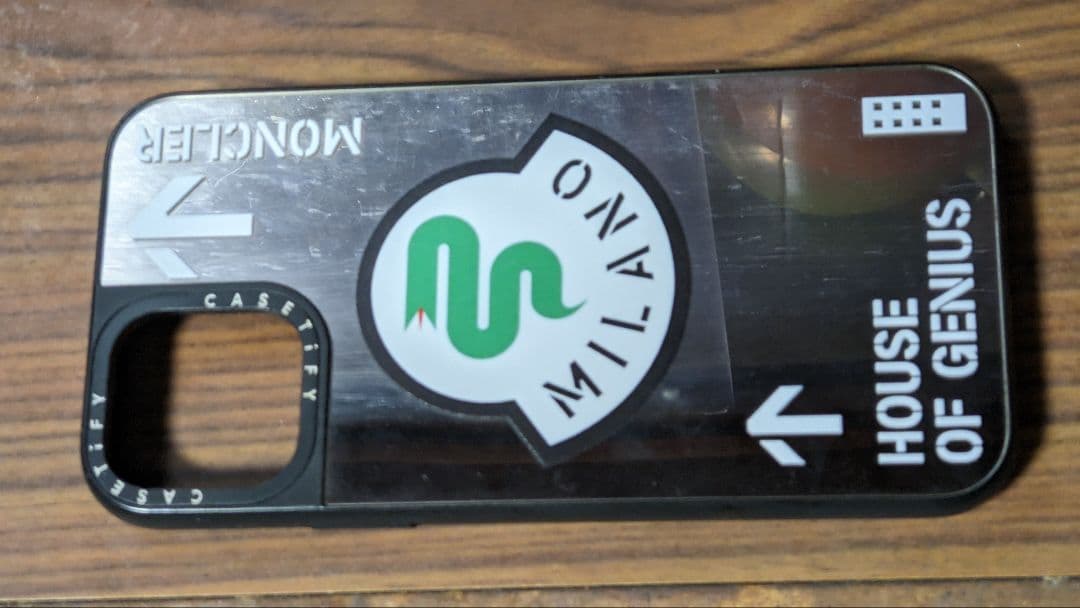 MONCLER
CASETiFY
CASETiFY
MILANO
HOUSE
OF GENIUS